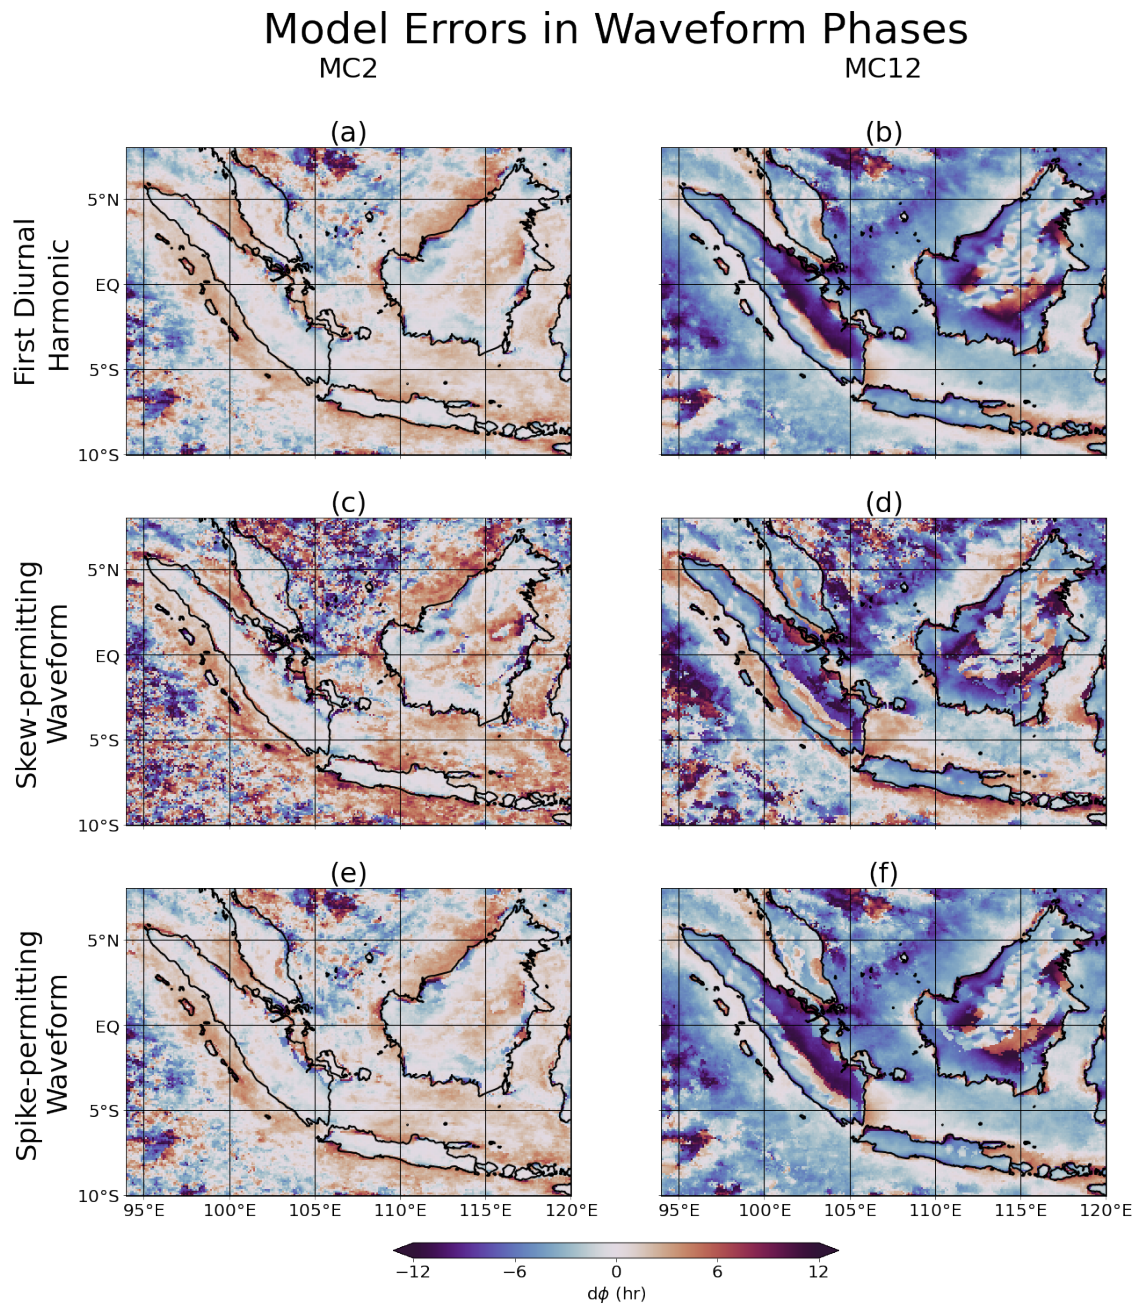 Model Errors in Waveform Phases
MC2 MC12
(a) (b)
First Diurnal
Harmonic
5°N
EQ
5°S
10°S
(c) (d)
Skew-permitting
Waveform
5°N
EQ
5°S
10°S
(e) (f)
Spike-permitting
Waveform
5°N
EQ
5°S
10°S
95°E 100°E 105°E 110°E 115°E 120°E 95°E 100°E 105°E 110°E 115°E 120°E
−12 −6 0 6 12
dϕ (hr)